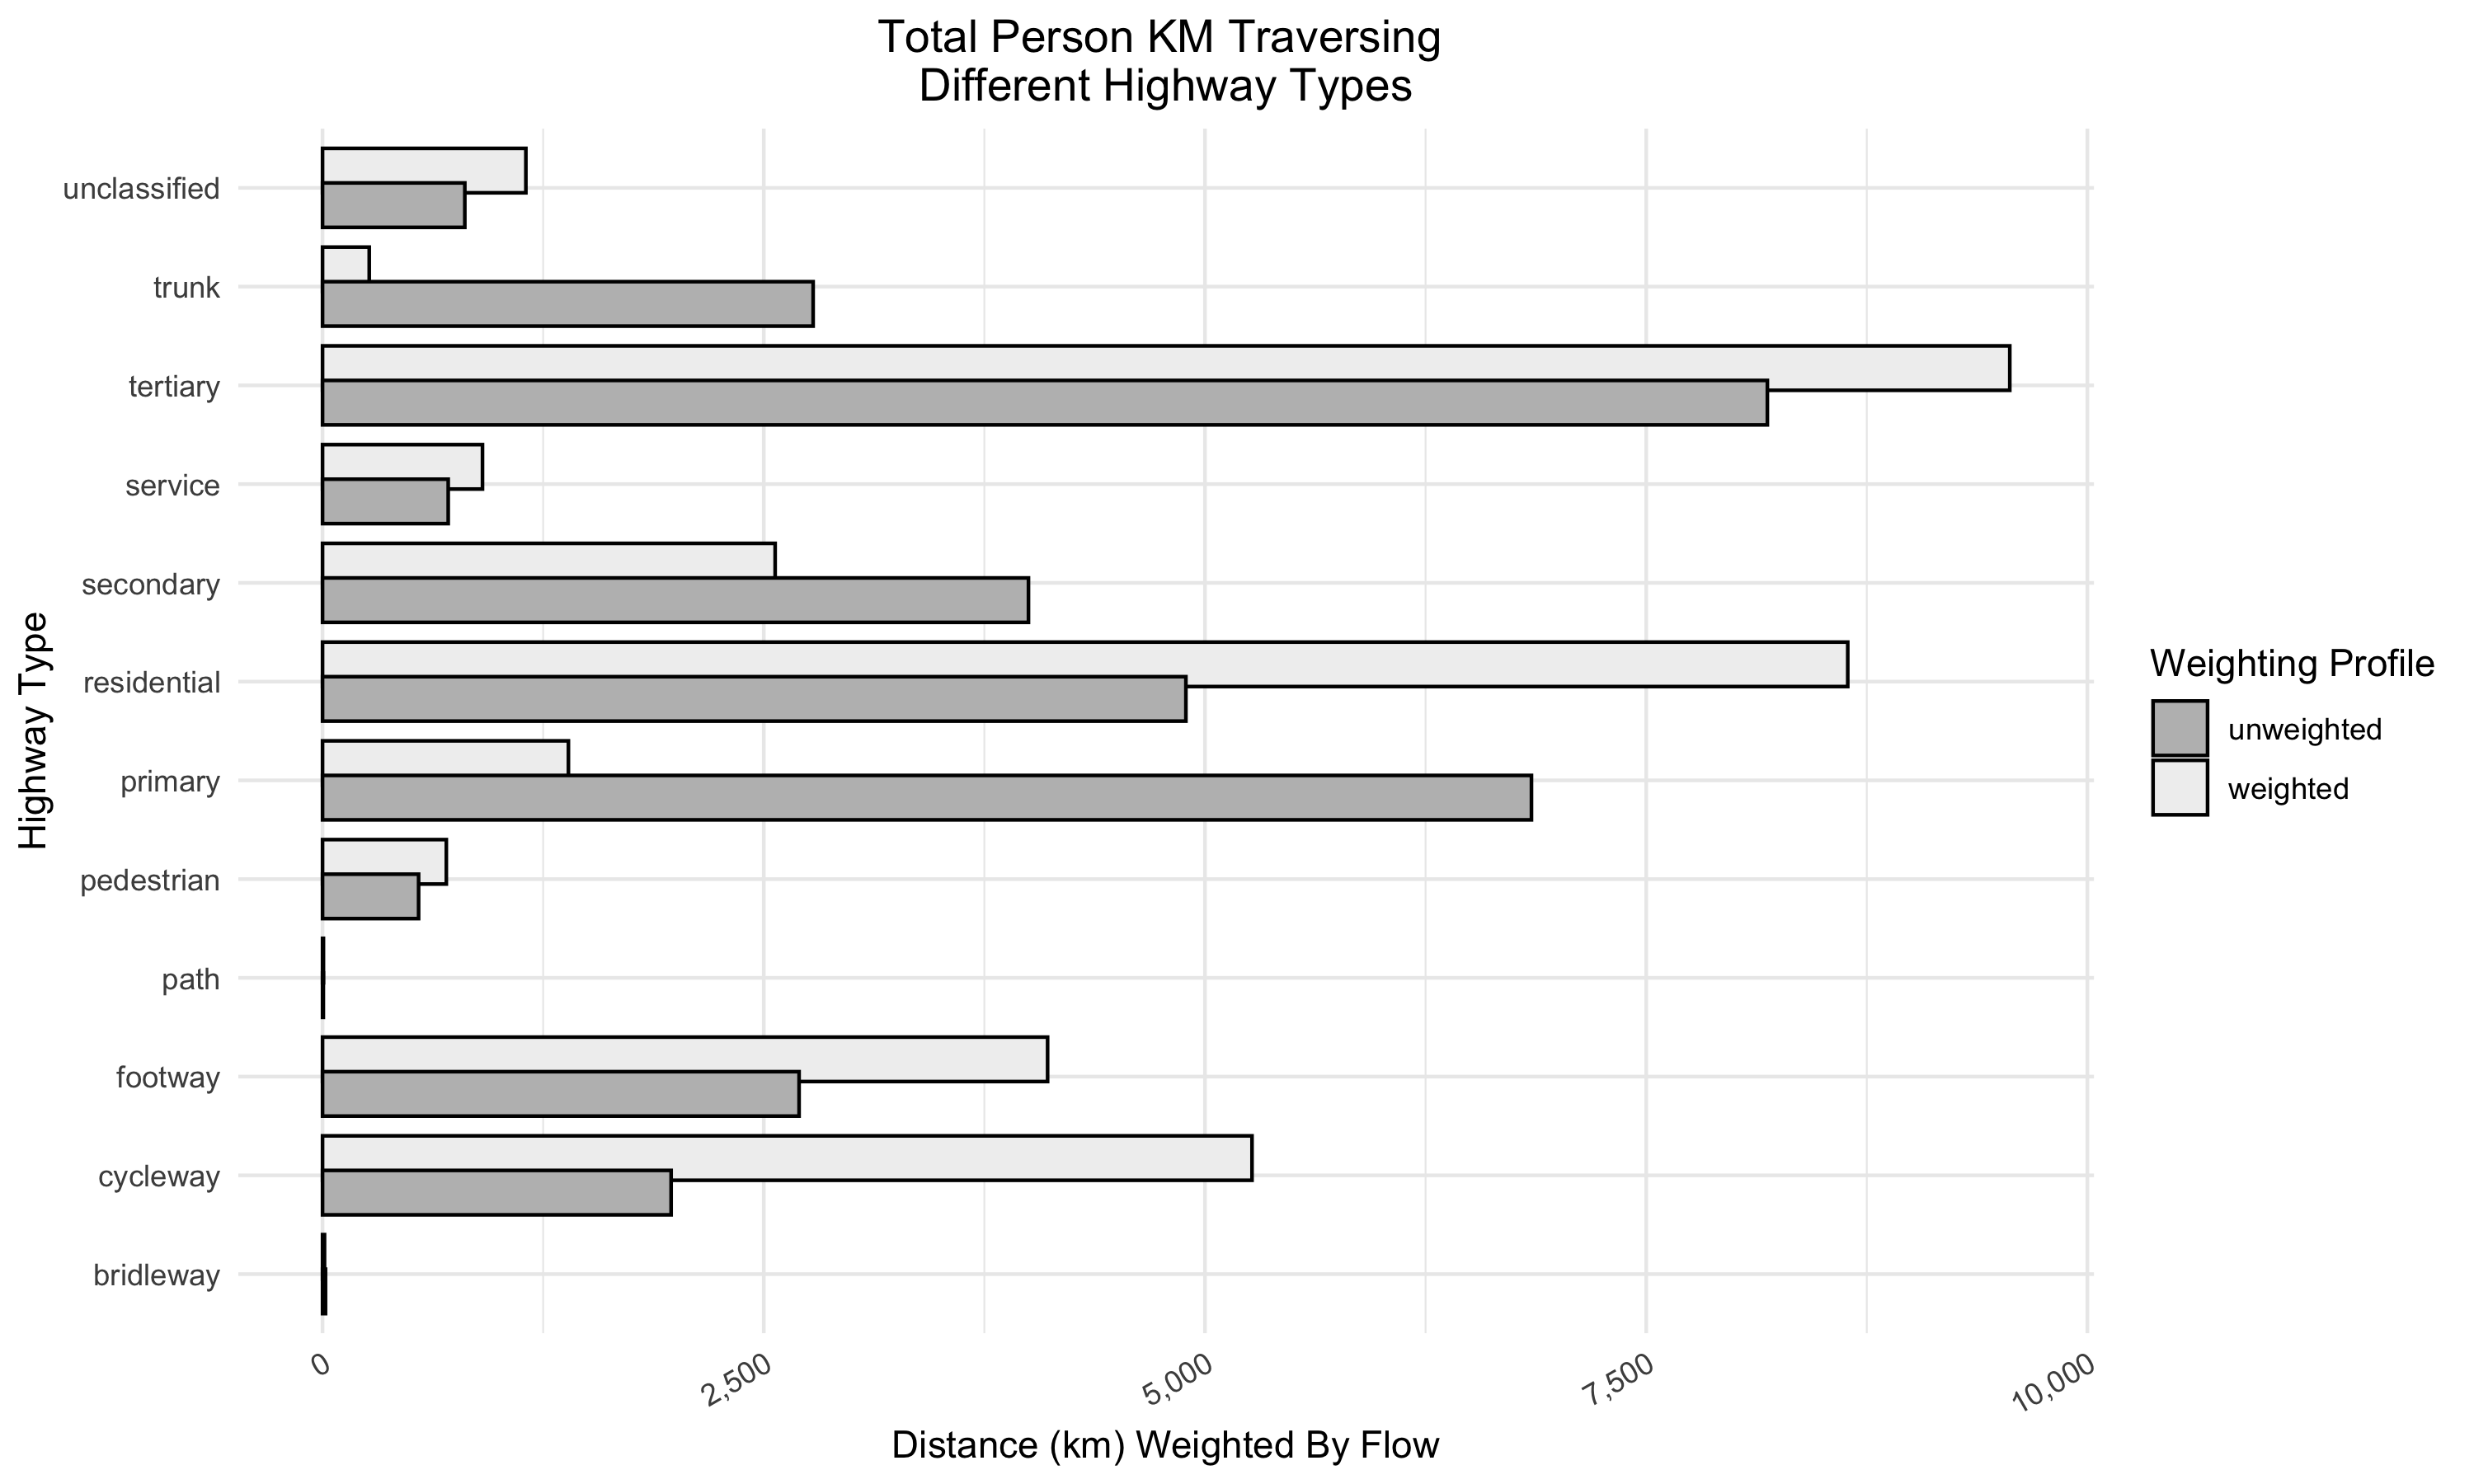 Total Person KM Traversing
Different Highway Types
Highway Type
unclassified
trunk
tertiary
service
secondary
residential
primary
pedestrian
path
footway
cycleway
bridleway
0
2,500
5,000
7,500
10,000
Distance (km) Weighted By Flow
Weighting Profile
unweighted
weighted